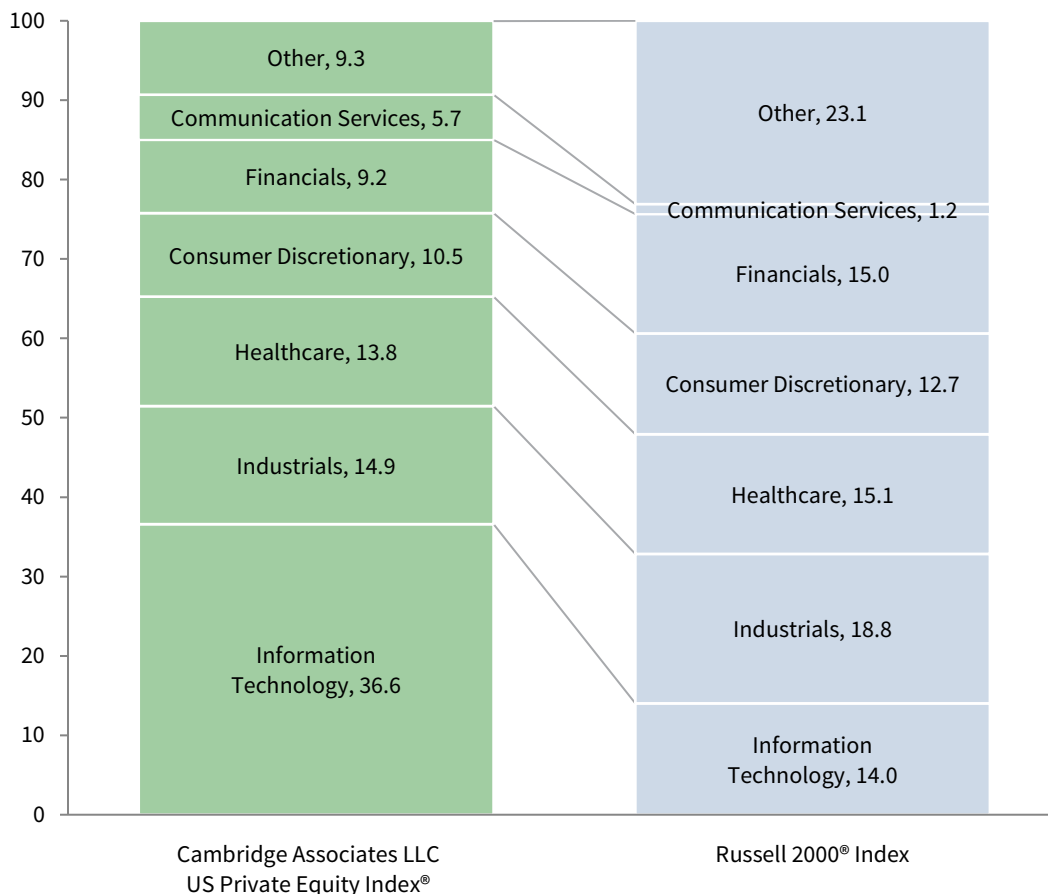 100
90
80
70
60
50
40
30
20
10
0
Other, 9.3
Communication Services, 5.7
Financials, 9.2
Consumer Discretionary, 10.5
Healthcare, 13.8
Industrials, 14.9
Information
Technology, 36.6
Other, 23.1
Communication Services, 1.2
Financials, 15.0
Consumer Discretionary, 12.7
Healthcare, 15.1
Industrials, 18.8
Information
Technology, 14.0
Cambridge Associates LLC
US Private Equity Index®
Russell 2000® Index